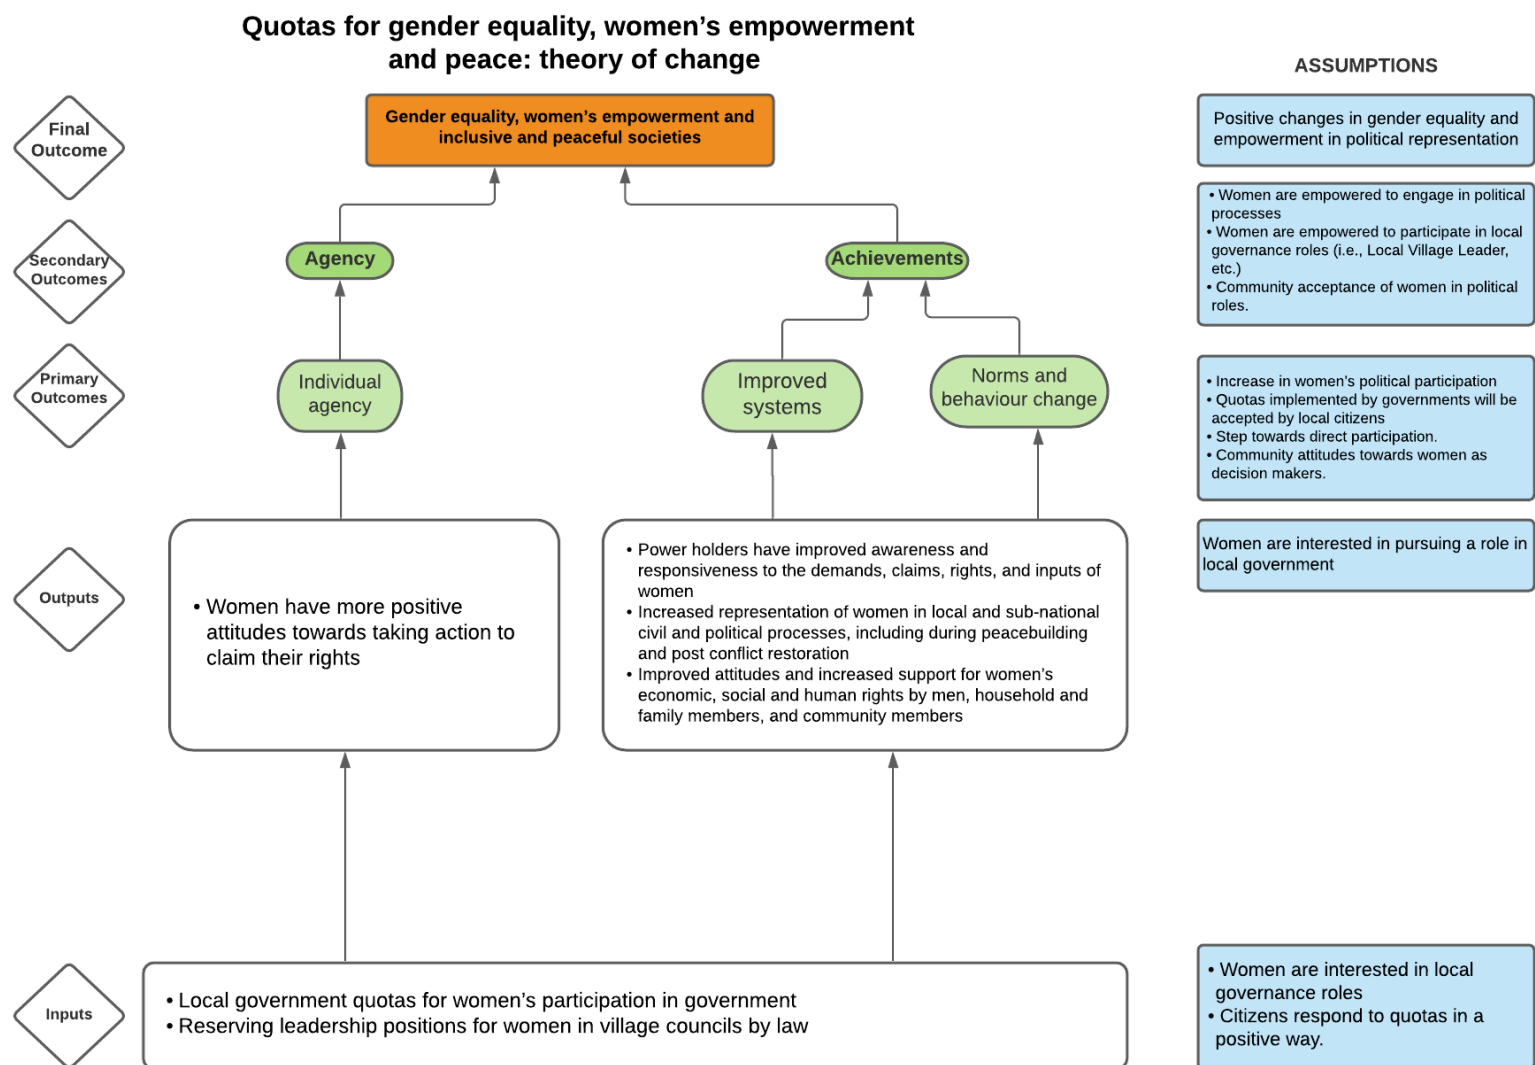 Quotas for gender equality, women’s empowerment
and peace: theory of change
ASSUMPTIONS
Final
Outcome
Gender equality, women’s empowerment and
inclusive and peaceful societies
Positive changes in gender equality and
empowerment in political representation
Secondary
Outcomes
Agency
Achievements
• Women are empowered to engage in political
processes
• Women are empowered to participate in local
governance roles (i.e., Local Village Leader,
etc.)
• Community acceptance of women in political
roles.
Primary
Outcomes
Individual
agency
Improved
systems
Norms and
behaviour change
• Increase in women’s political participation
• Quotas implemented by governments will be
accepted by local citizens
• Step towards direct participation.
• Community attitudes towards women as
decision makers.
Outputs
• Women have more positive
attitudes towards taking action to
claim their rights
• Power holders have improved awareness and
responsiveness to the demands, claims, rights, and inputs of
women
• Increased representation of women in local and sub-national
civil and political processes, including during peacebuilding
and post conflict restoration
• Improved attitudes and increased support for women’s
economic, social and human rights by men, household and
family members, and community members
Women are interested in pursuing a role in
local government
Inputs
• Local government quotas for women’s participation in government
• Reserving leadership positions for women in village councils by law
• Women are interested in local
governance roles
• Citizens respond to quotas in a
positive way.